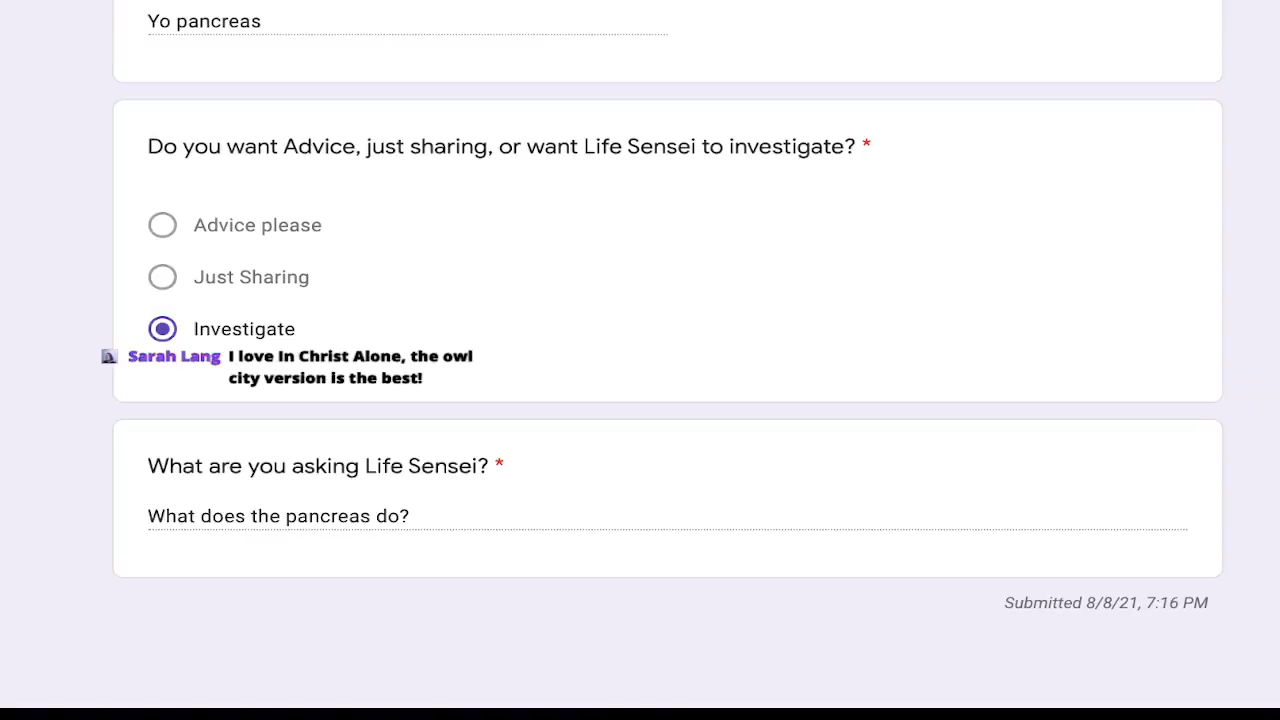 Yo pancreas
Do you want Advice, just sharing, or want Life Sensei to investigate? *
Advice please
Just Sharing
Investigate
Sarah Lang I love In Christ Alone, the owl
city version is the best!
What are you asking Life Sensei? *
What does the pancreas do?
Submitted 8/8/21, 7:16 PM